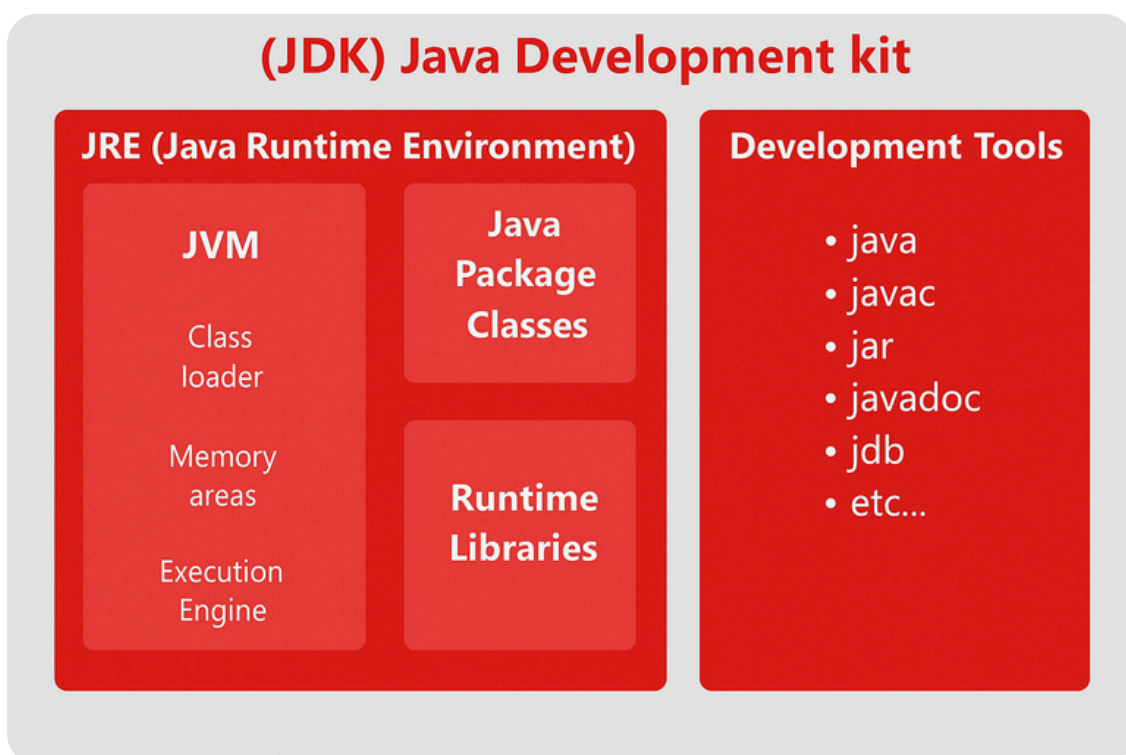 (JDK) Java Development kit
JRE (Java Runtime Environment)
JVM
Class
loader
Memory
areas
Execution
Engine
Java
Package
Classes
Runtime
Libraries
Development Tools
• java
• javac
• jar
• javadoc
• jdb
• etc...